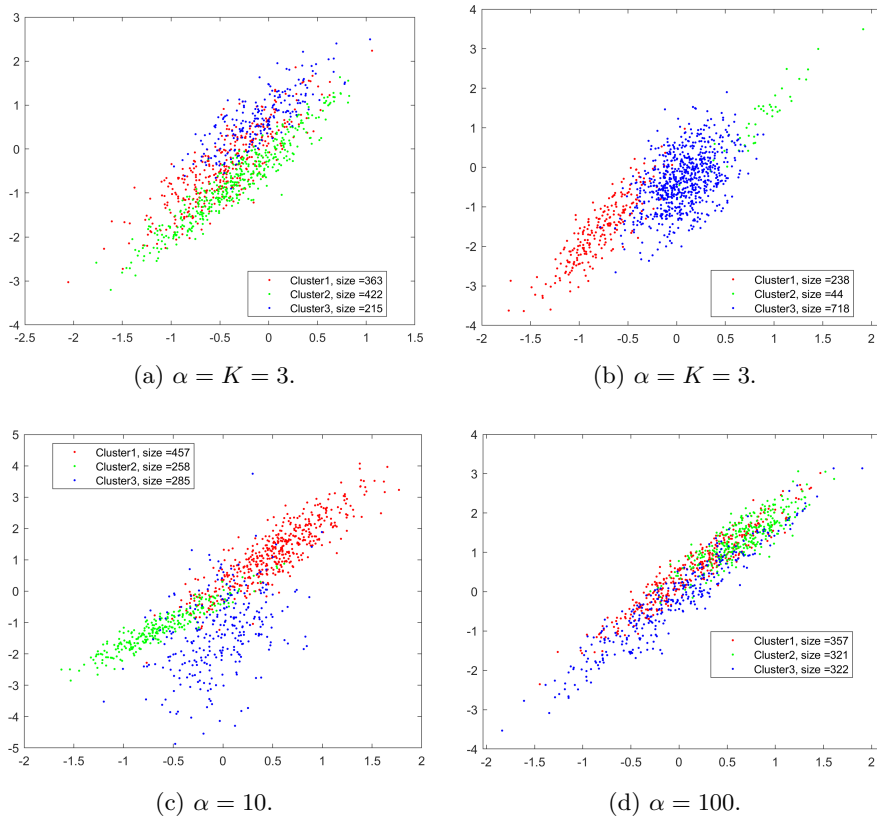 3
2
1
0
-1
-2
-3
-4
-2.5 -2 -1.5 -1 -0.5 0 0.5 1 1.5
Cluster1, size =363
Cluster2, size =422
Cluster3, size =215
(a) α = K = 3.
4
3
2
1
0
-1
-2
-3
-4
-2 -1.5 -1 -0.5 0 0.5 1 1.5 2
Cluster1, size =238
Cluster2, size =44
Cluster3, size =718
(b) α = K = 3.
5
4
3
2
1
0
-1
-2
-3
-4
-5
-2 -1.5 -1 -0.5 0 0.5 1 1.5 2
Cluster1, size =457
Cluster2, size =258
Cluster3, size =285
(c) α = 10.
4
3
2
1
0
-1
-2
-3
-4
-2 -1.5 -1 -0.5 0 0.5 1 1.5 2
Cluster1, size =357
Cluster2, size =321
Cluster3, size =322
(d) α = 100.